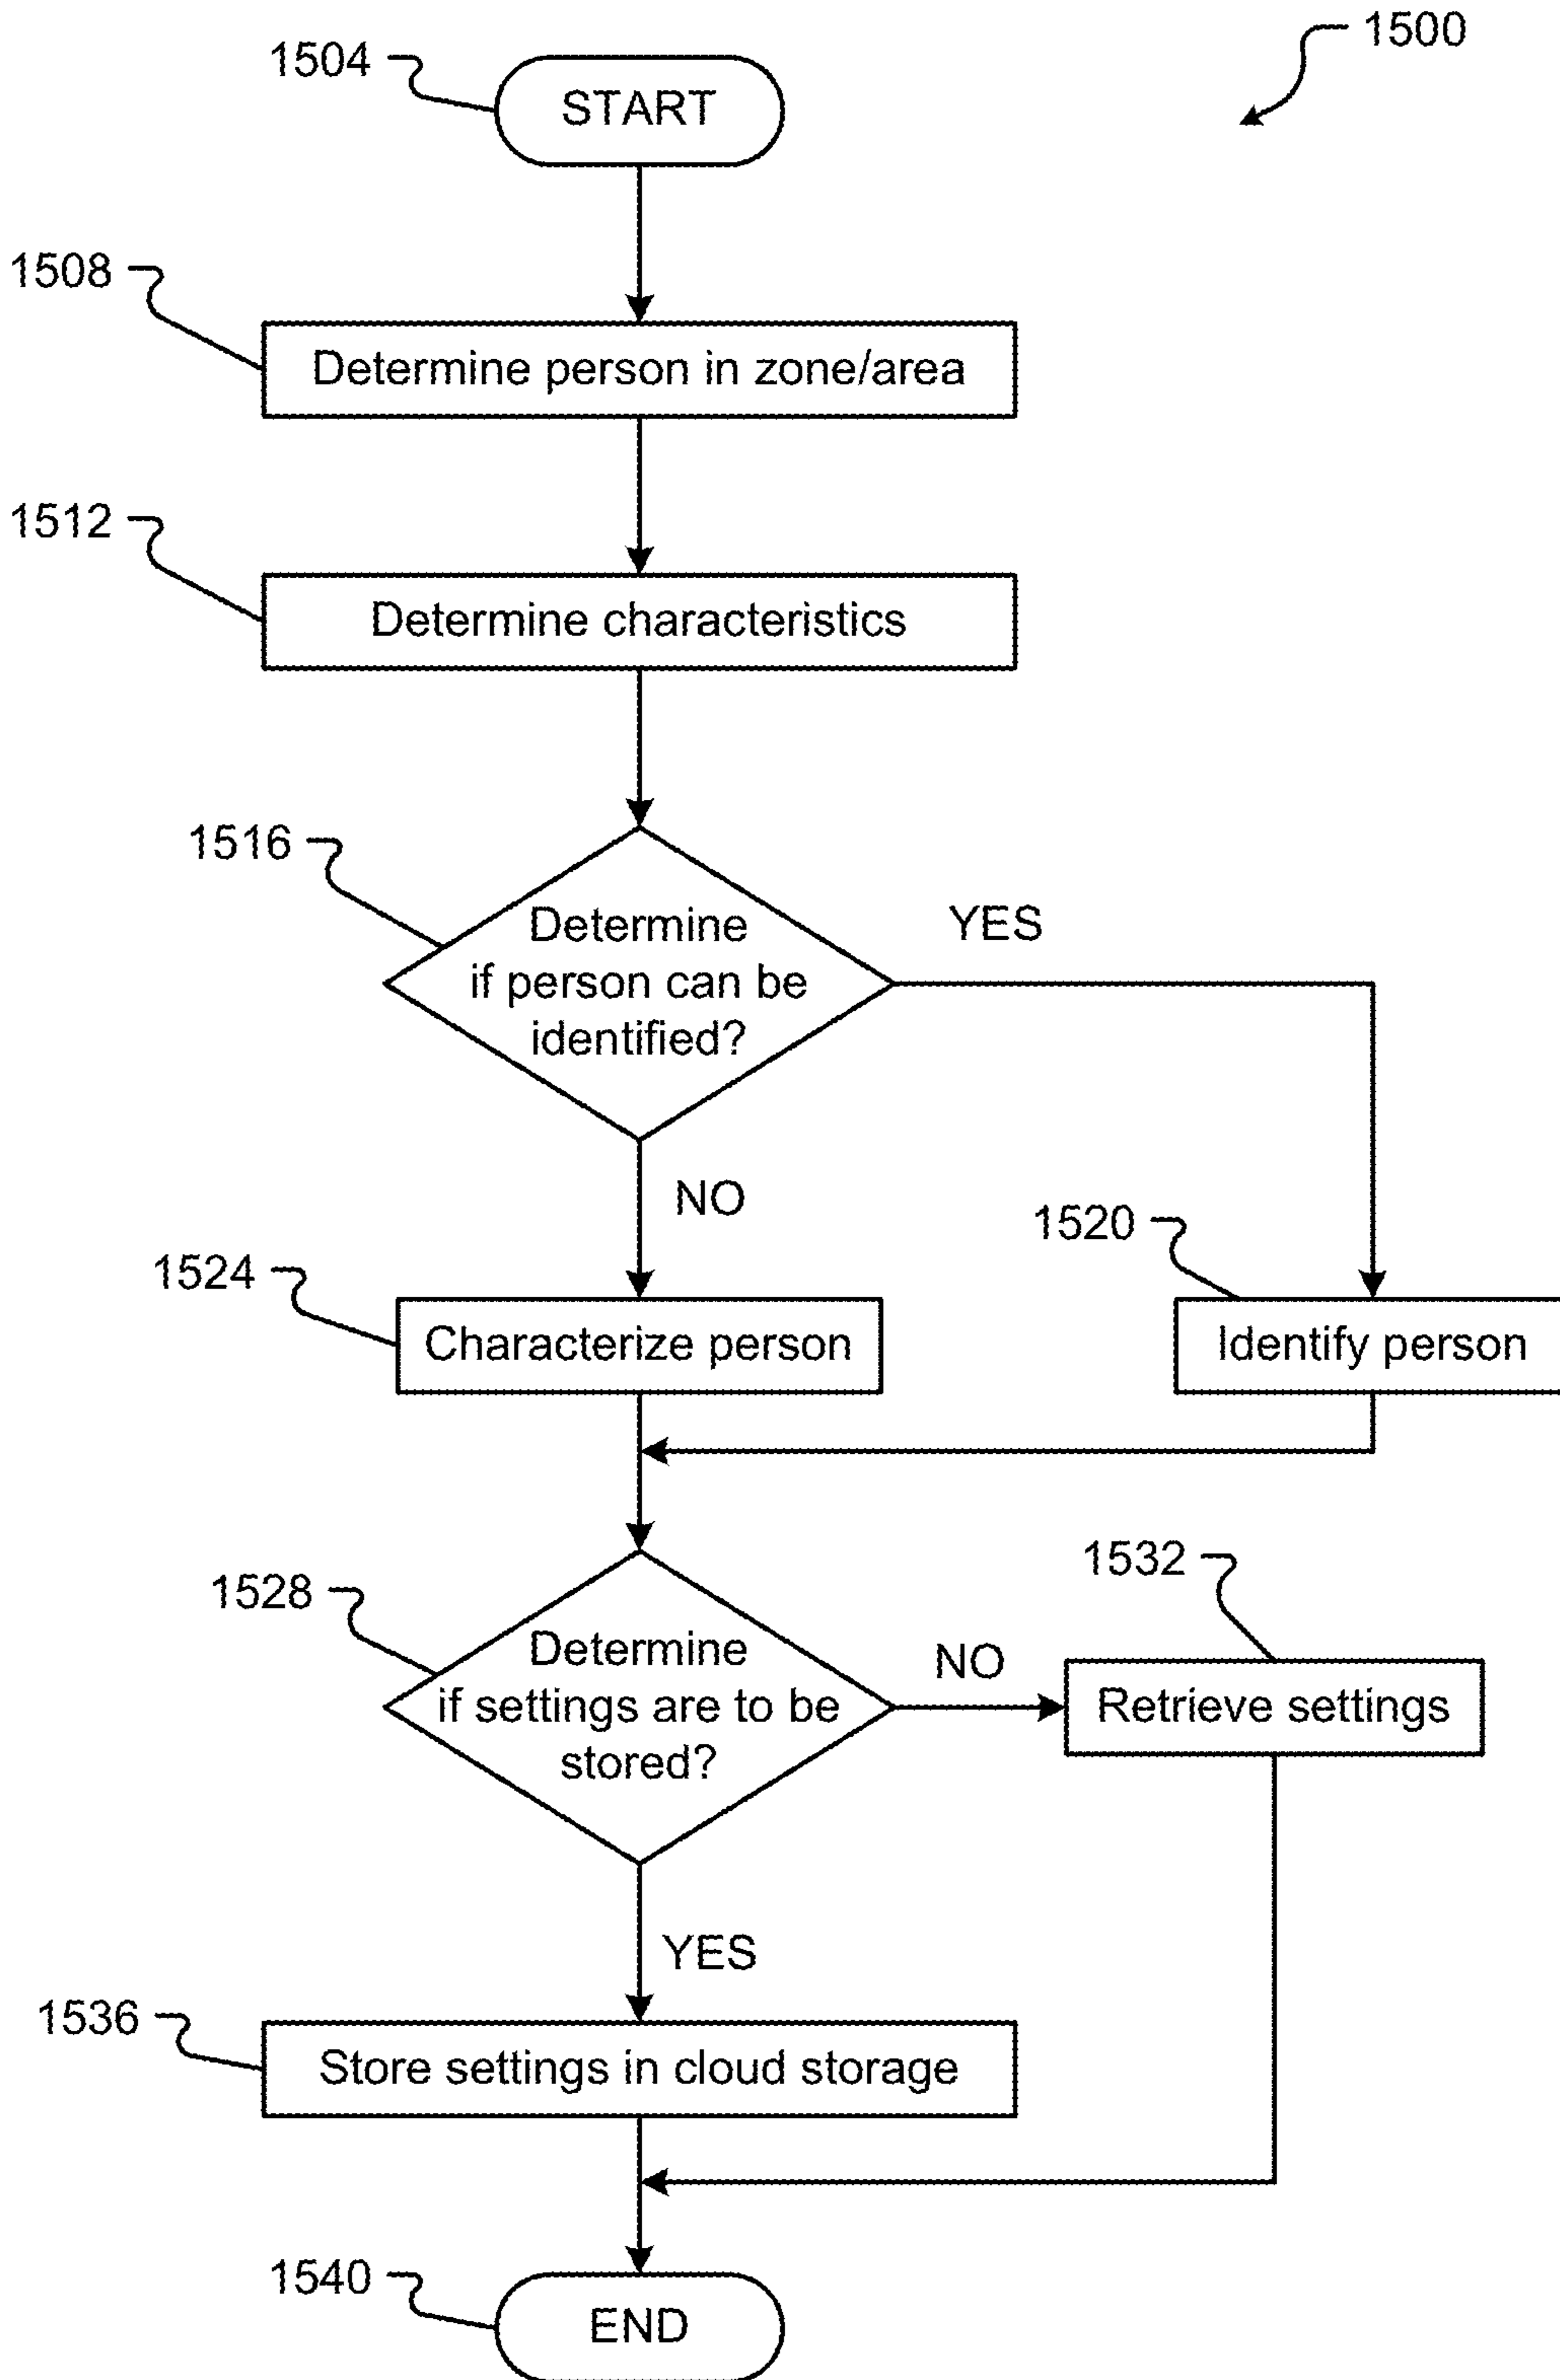 1500
1504
START
1508
Determine person in zone/area
1512
Determine characteristics
1516
Determine
if person can be
identified?
YES
NO
1520
1524
Characterize person
Identify person
1528
1532
Determine
if settings are to be
stored?
NO
Retrieve settings
YES
1536
Store settings in cloud storage
1540
END